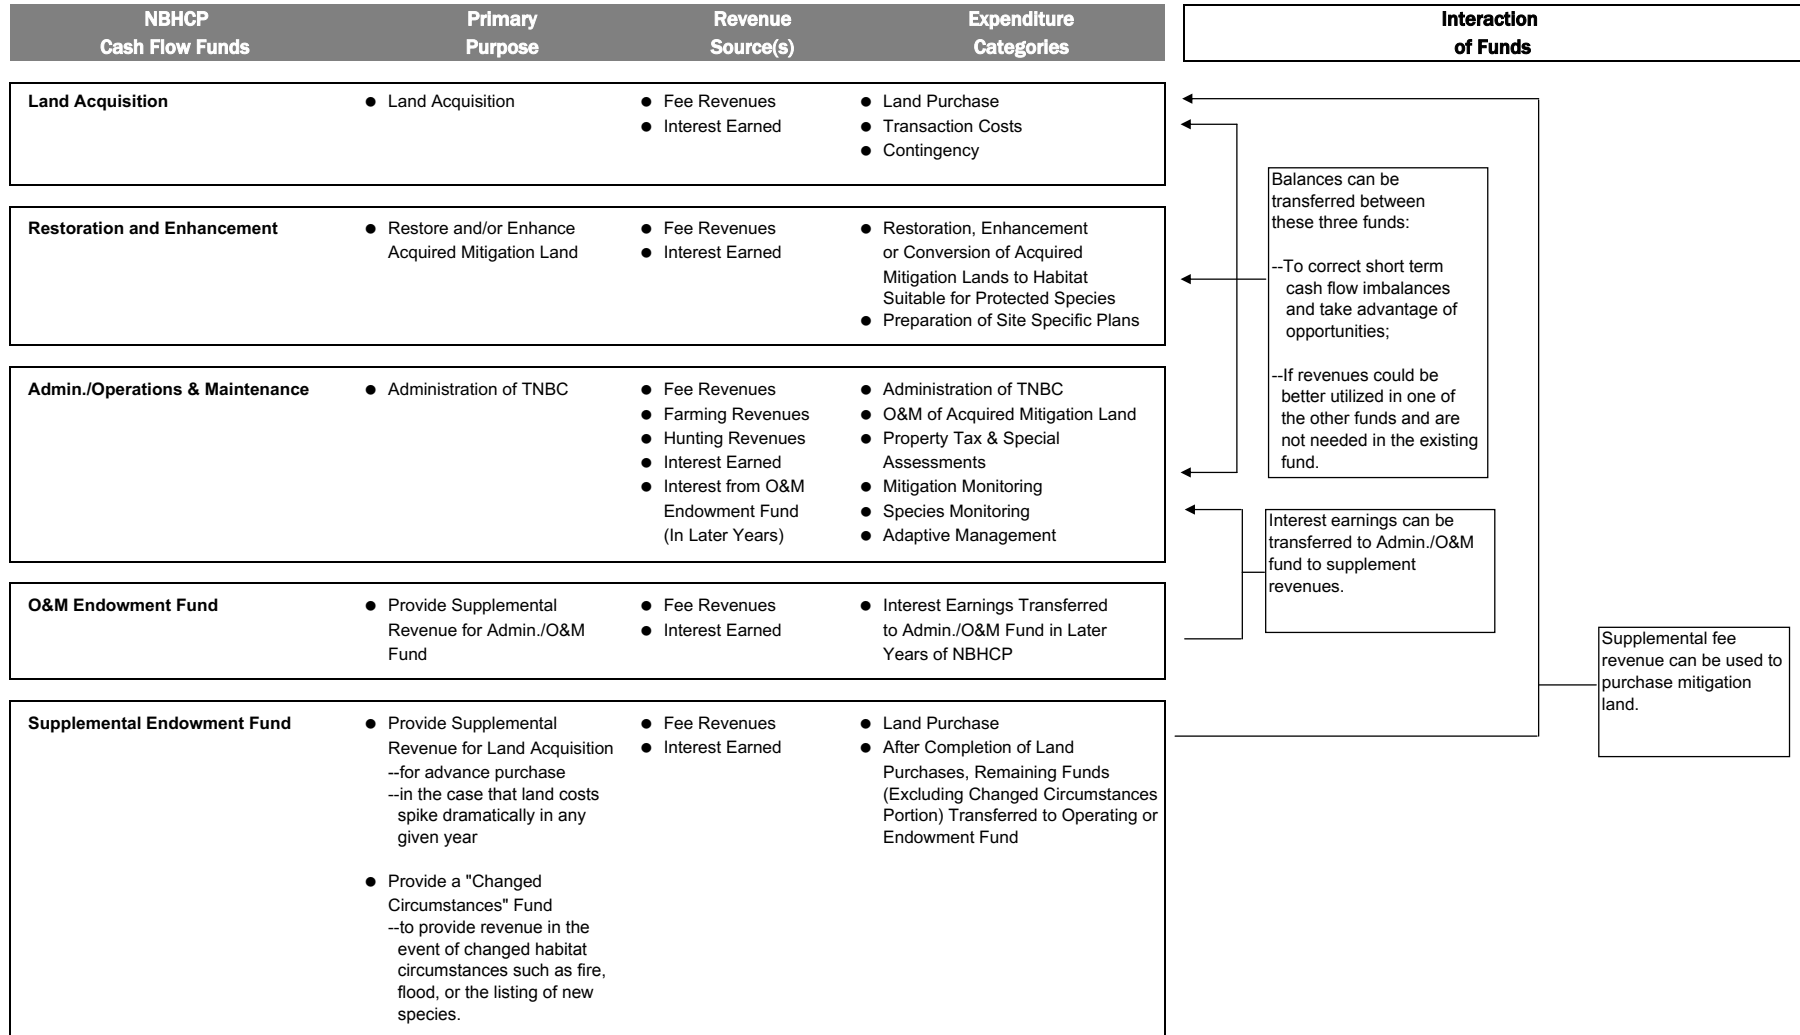 NBHCP
Cash Flow Funds
Primary
Purpose
Revenue
Source(s)
Expenditure
Categories
Interaction
of Funds
Land Acquisition
● Land Acquisition
● Fee Revenues
● Interest Earned
● Land Purchase
● Transaction Costs
● Contingency
Restoration and Enhancement
● Restore and/or Enhance
Acquired Mitigation Land
● Fee Revenues
● Interest Earned
● Restoration, Enhancement
or Conversion of Acquired
Mitigation Lands to Habitat
Suitable for Protected Species
● Preparation of Site Specific Plans
Admin./Operations & Maintenance
● Administration of TNBC
● Fee Revenues
● Farming Revenues
● Hunting Revenues
● Interest Earned
● Interest from O&M
Endowment Fund
(In Later Years)
● Administration of TNBC
● O&M of Acquired Mitigation Land
● Property Tax & Special
Assessments
● Mitigation Monitoring
● Species Monitoring
● Adaptive Management
O&M Endowment Fund
● Provide Supplemental
Revenue for Admin./O&M
Fund
● Fee Revenues
● Interest Earned
● Interest Earnings Transferred
to Admin./O&M Fund in Later
Years of NBHCP
Supplemental Endowment Fund
● Provide Supplemental
Revenue for Land Acquisition
--for advance purchase
--in the case that land costs
spike dramatically in any
given year
● Provide a "Changed
Circumstances" Fund
--to provide revenue in the
event of changed habitat
circumstances such as fire,
flood, or the listing of new
species.
● Fee Revenues
● Interest Earned
● Land Purchase
● After Completion of Land
Purchases, Remaining Funds
(Excluding Changed Circumstances
Portion) Transferred to Operating or
Endowment Fund
Balances can be
transferred between
these three funds:
--To correct short term
cash flow imbalances
and take advantage of
opportunities;
--If revenues could be
better utilized in one of
the other funds and are
not needed in the existing
fund.
Interest earnings can be
transferred to Admin./O&M
fund to supplement
revenues.
Supplemental fee
revenue can be used to
purchase mitigation
land.